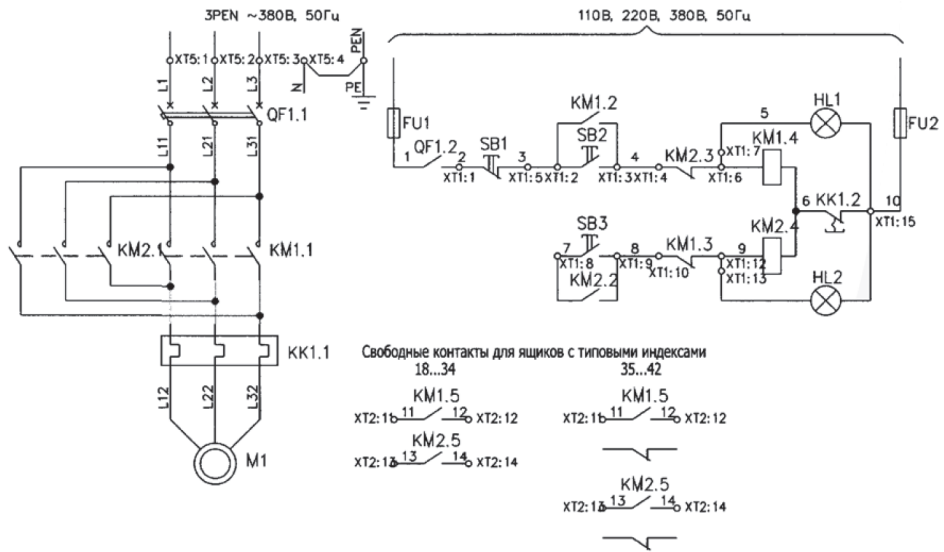 3PEN ~380В, 50Гц
110В, 220В, 380В, 50Гц
XT5:1 XT5:2 XT5:3 XT5:4 PEN
L1 L2 L3 N PE
QF1.1
L11 L21 L31
FU1 FU2
KM1.2 5 HL1
QF1.2 SB1 SB2 KM1.4
1 2 3 4 KM2.3 XT1:7
XT1:1 XT1:5 XT1:2 XT1:3 XT1:4 XT1:6
6 KK1.2 10
XT1:15
KM2.1 KM1.1
SB3 KM2.4
7 8 KM1.3 9
XT1:8 XT1:9 XT1:10 XT1:12
KM2.2 XT1:13
HL2
KK1.1
L12 L22 L32
M1
Свободные контакты для ящиков с типовыми индексами
18...34 35...42
KM1.5 KM1.5
XT2:11 11 12 XT2:12 XT2:11 11 12 XT2:12
KM2.5
XT2:13 13 14 XT2:14
KM2.5
XT2:13 13 14 XT2:14